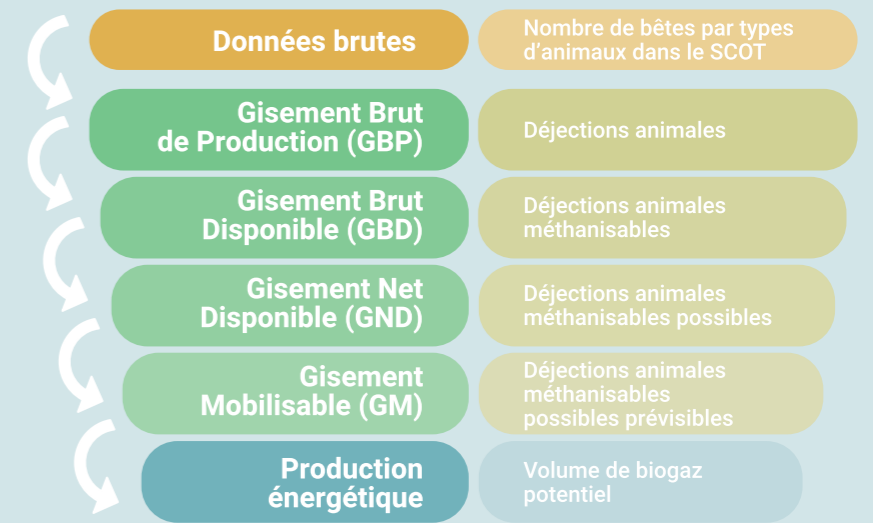 Données brutes
Nombre de bêtes par types
d'animaux dans le SCOT
Gisement Brut
de Production (GBP)
Déjections animales
Gisement Brut
Disponible (GBD)
Déjections animales
méthanisables
Gisement Net
Disponible (GND)
Déjections animales
méthanisables possibles
Gisement
Mobilisable (GM)
Déjections animales
méthanisables
possibles prévisibles
Production
énergétique
Volume de biogaz
potentiel